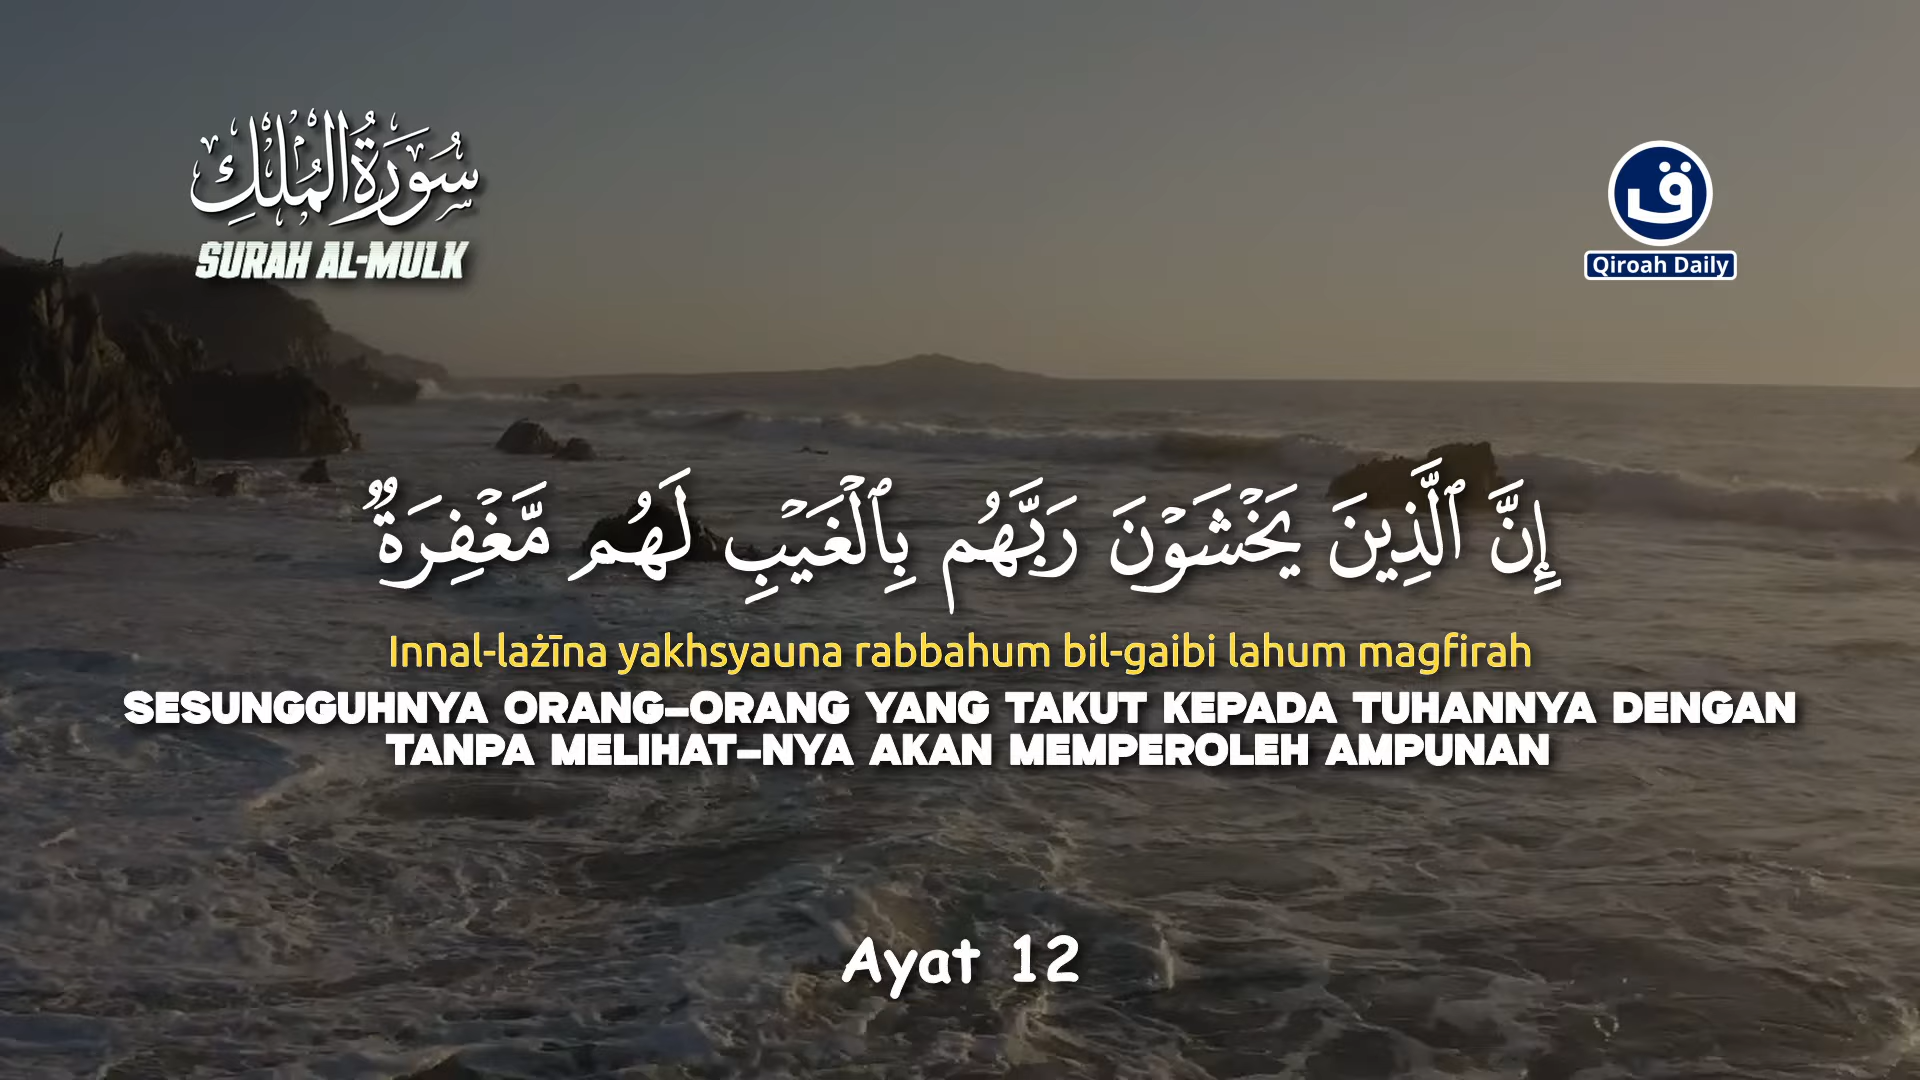 سُورَةُ الْمُلْكِ
SURAH AL-MULK
ق
Qiroah Daily
إِنَّ ٱلَّذِينَ يَخْشَوْنَ رَبَّهُم بِٱلْغَيْبِ لَهُم مَّغْفِرَةٌ
Innal-lażīna yakhsyauna rabbahum bil-gaibi lahum magfirah
SESUNGGUHNYA ORANG-ORANG YANG TAKUT KEPADA TUHANNYA DENGAN
TANPA MELIHAT-NYA AKAN MEMPEROLEH AMPUNAN
Ayat 12